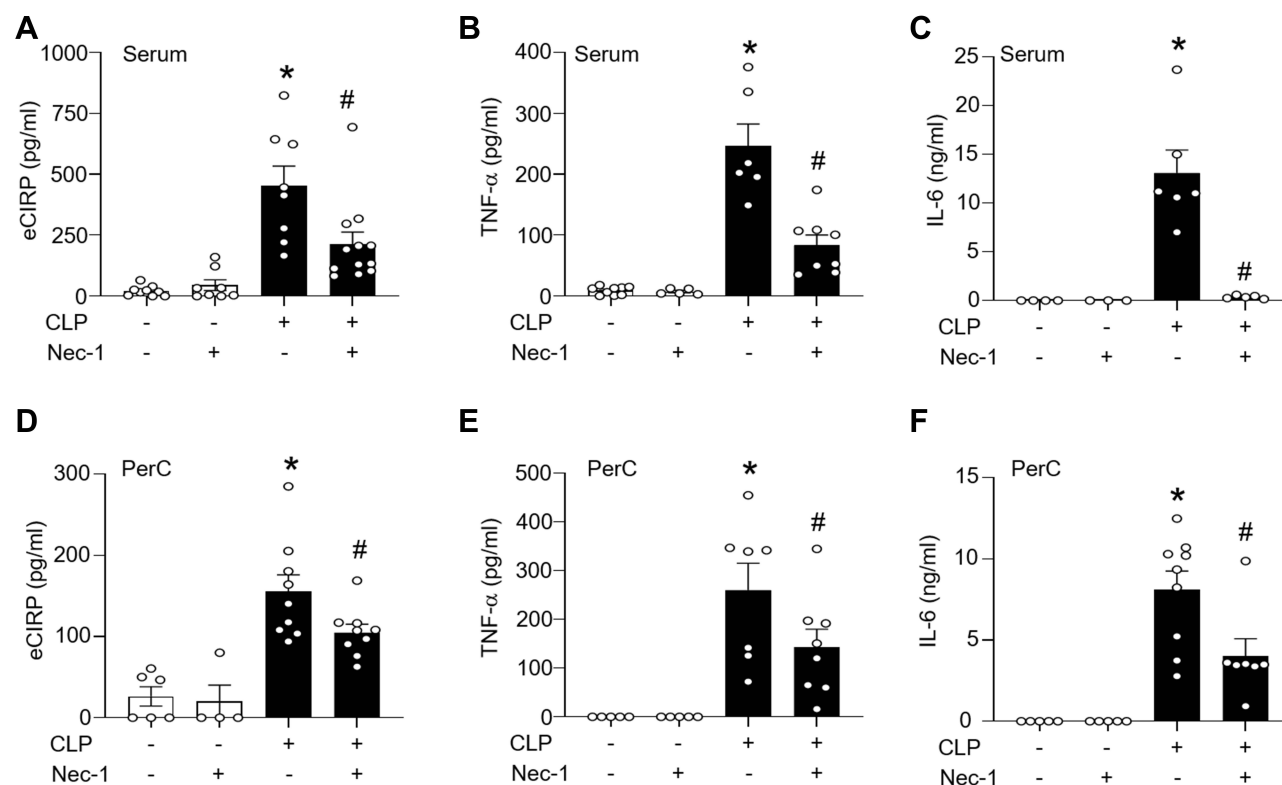 A
Serum
*
#
eCIRP (pg/ml)
1000
750
500
250
0
CLP - - + +
Nec-1 - + - +
B
Serum
*
#
TNF-α (pg/ml)
400
300
200
100
0
CLP - - + +
Nec-1 - + - +
C
Serum
*
#
IL-6 (ng/ml)
25
20
15
10
5
0
CLP - - + +
Nec-1 - + - +
D
PerC
*
#
eCIRP (pg/ml)
300
200
100
0
CLP - - + +
Nec-1 - + - +
E
PerC
*
#
TNF-α (pg/ml)
500
400
300
200
100
0
CLP - - + +
Nec-1 - + - +
F
PerC
*
#
IL-6 (ng/ml)
15
10
5
0
CLP - - + +
Nec-1 - + - +